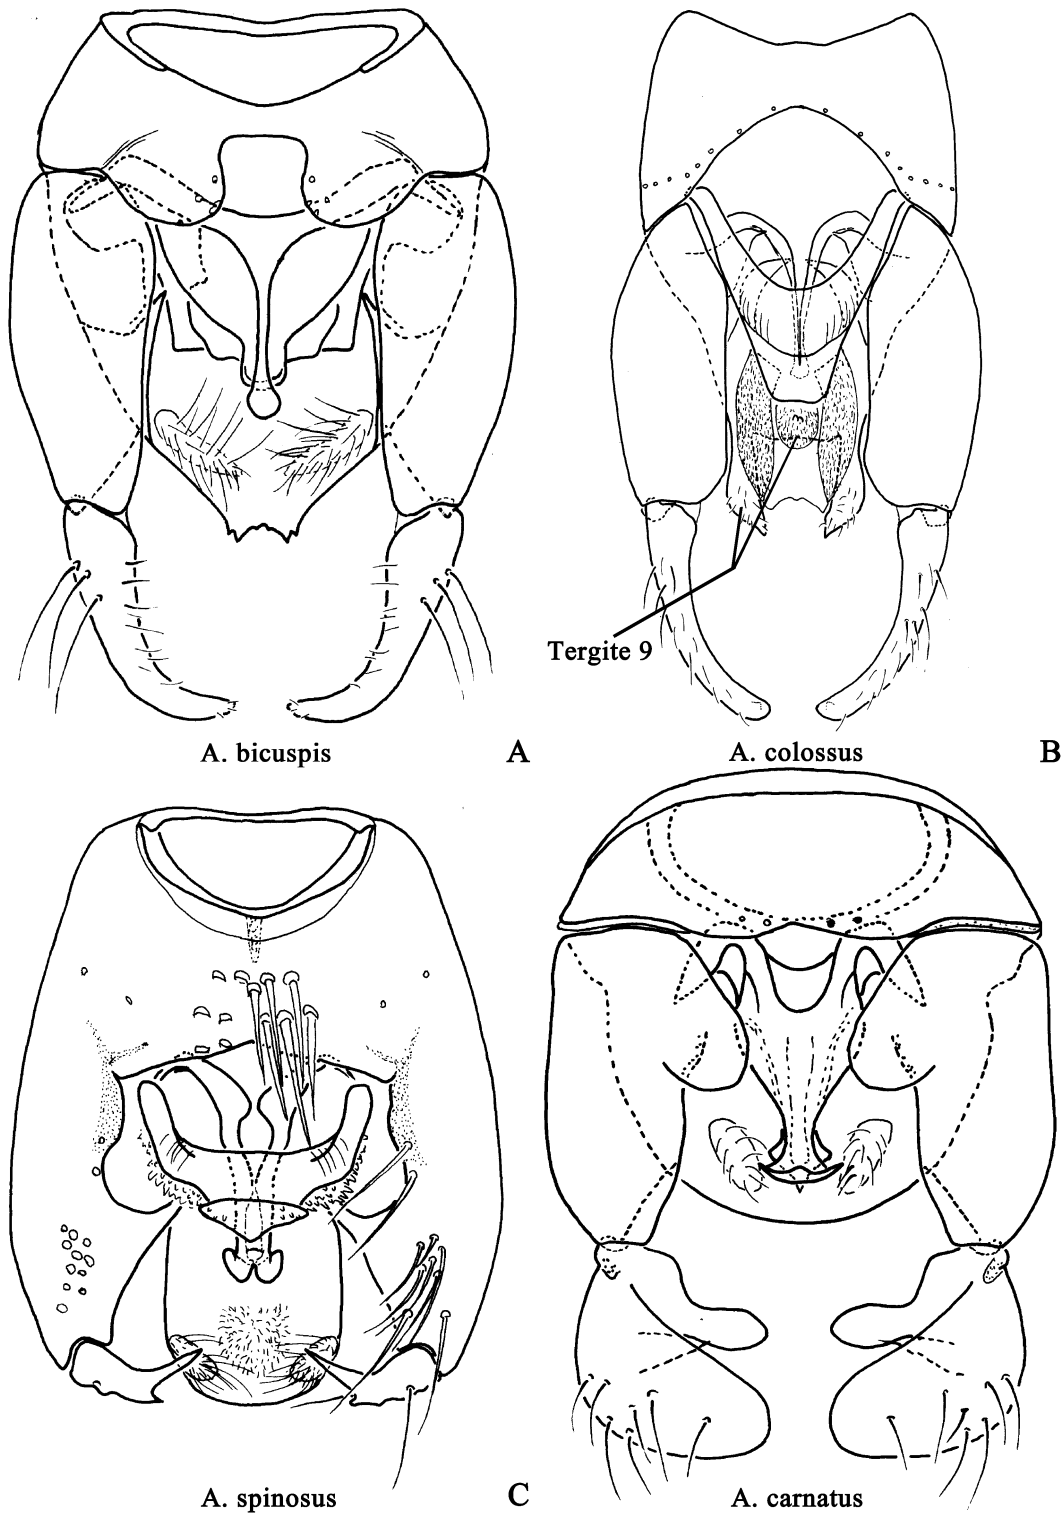 Tergite 9
A. bicuspis
A
A. colossus
B
A. spinosus
C
A. carnatus